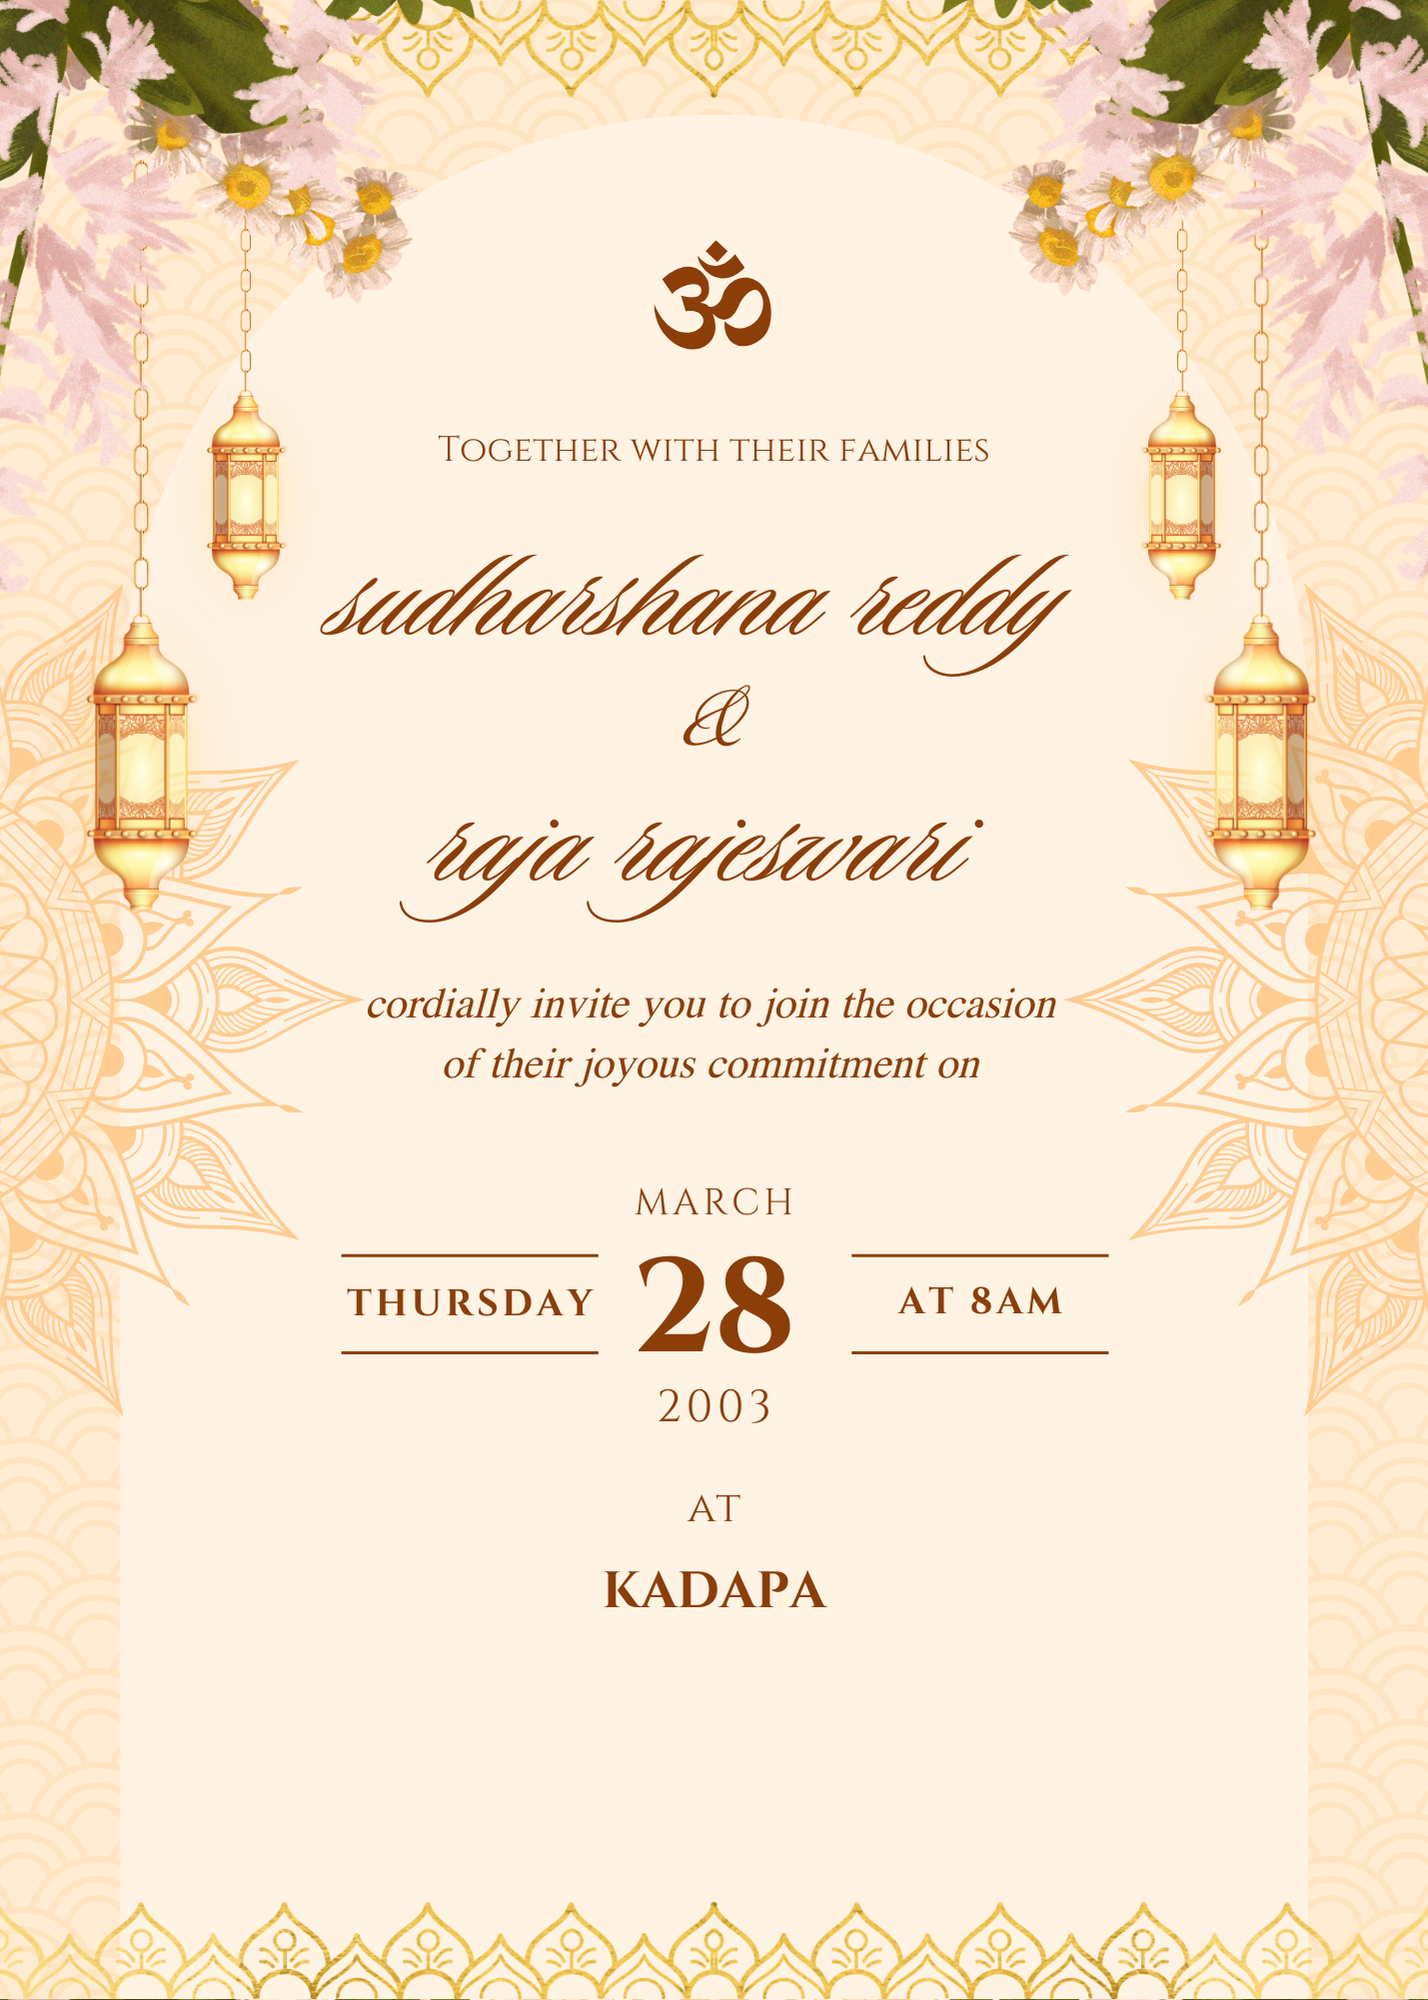 ॐ
Together with their families
sudharshana reddy
&
raja rajeswari
cordially invite you to join the occasion
of their joyous commitment on
MARCH
THURSDAY 28 AT 8AM
2003
AT
KADAPA